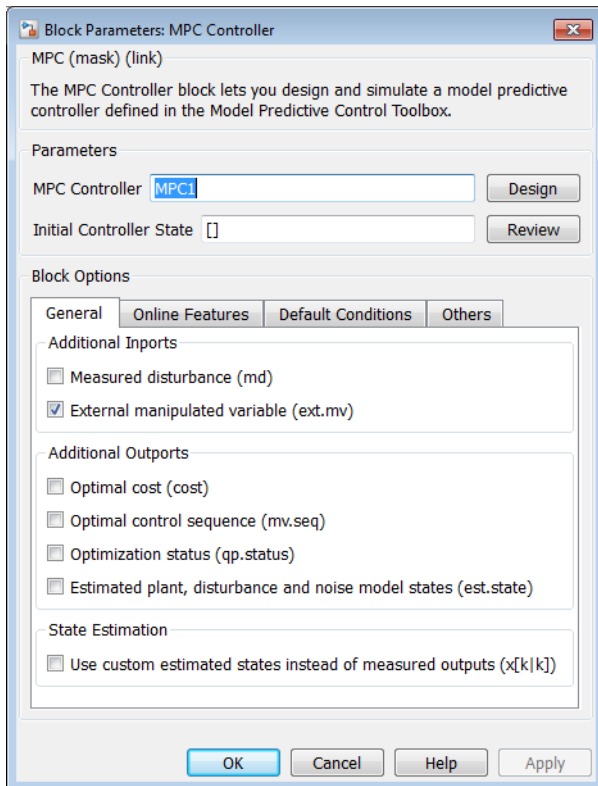 Block Parameters: MPC Controller
MPC (mask) (link)
The MPC Controller block lets you design and simulate a model predictive
controller defined in the Model Predictive Control Toolbox.
Parameters
MPC Controller MPC1 Design
Initial Controller State [] Review
Block Options
General Online Features Default Conditions Others
Additional Inports
Measured disturbance (md)
External manipulated variable (ext.mv)
Additional Outports
Optimal cost (cost)
Optimal control sequence (mv.seq)
Optimization status (qp.status)
Estimated plant, disturbance and noise model states (est.state)
State Estimation
Use custom estimated states instead of measured outputs (x[k|k])
OK Cancel Help Apply